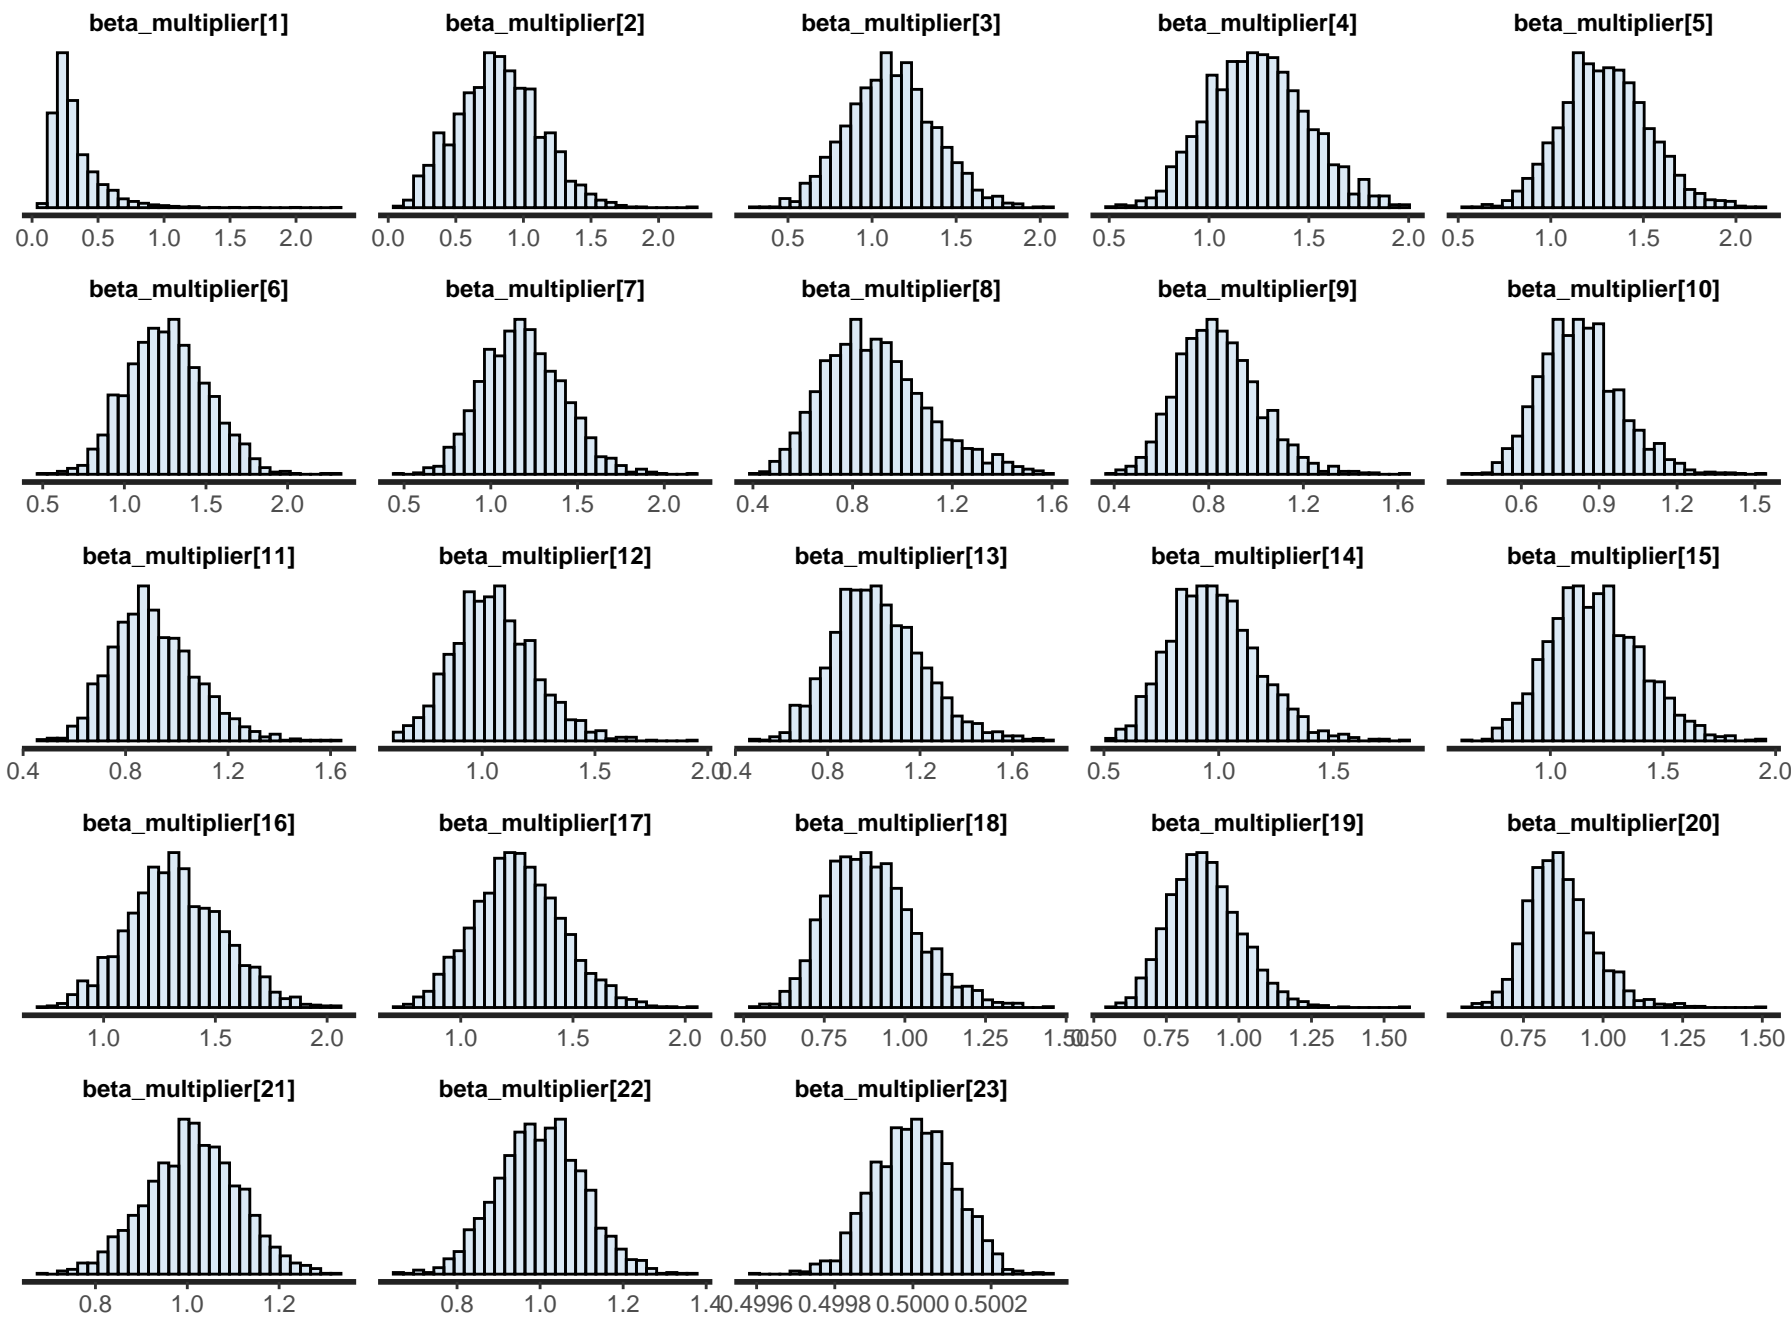 beta_multiplier[1] beta_multiplier[2] beta_multiplier[3] beta_multiplier[4] beta_multiplier[5]
0.0 0.5 1.0 1.5 2.0 0.0 0.5 1.0 1.5 2.0 0.5 1.0 1.5 2.0 0.5 1.0 1.5 2.0 0.5 1.0 1.5 2.0
beta_multiplier[6] beta_multiplier[7] beta_multiplier[8] beta_multiplier[9] beta_multiplier[10]
0.5 1.0 1.5 2.0 0.5 1.0 1.5 2.0 0.4 0.8 1.2 1.6 0.4 0.8 1.2 1.6 0.6 0.9 1.2 1.5
beta_multiplier[11] beta_multiplier[12] beta_multiplier[13] beta_multiplier[14] beta_multiplier[15]
0.4 0.8 1.2 1.6 1.0 1.5 2.0 0.4 0.8 1.2 1.6 0.5 1.0 1.5 1.0 1.5 2.0
beta_multiplier[16] beta_multiplier[17] beta_multiplier[18] beta_multiplier[19] beta_multiplier[20]
1.0 1.5 2.0 1.0 1.5 2.0 0.50 0.75 1.00 1.25 1.50 0.50 0.75 1.00 1.25 1.50 0.75 1.00 1.25 1.50
beta_multiplier[21] beta_multiplier[22] beta_multiplier[23]
0.8 1.0 1.2 0.8 1.0 1.2 1.4 0.4996 0.4998 0.5000 0.5002